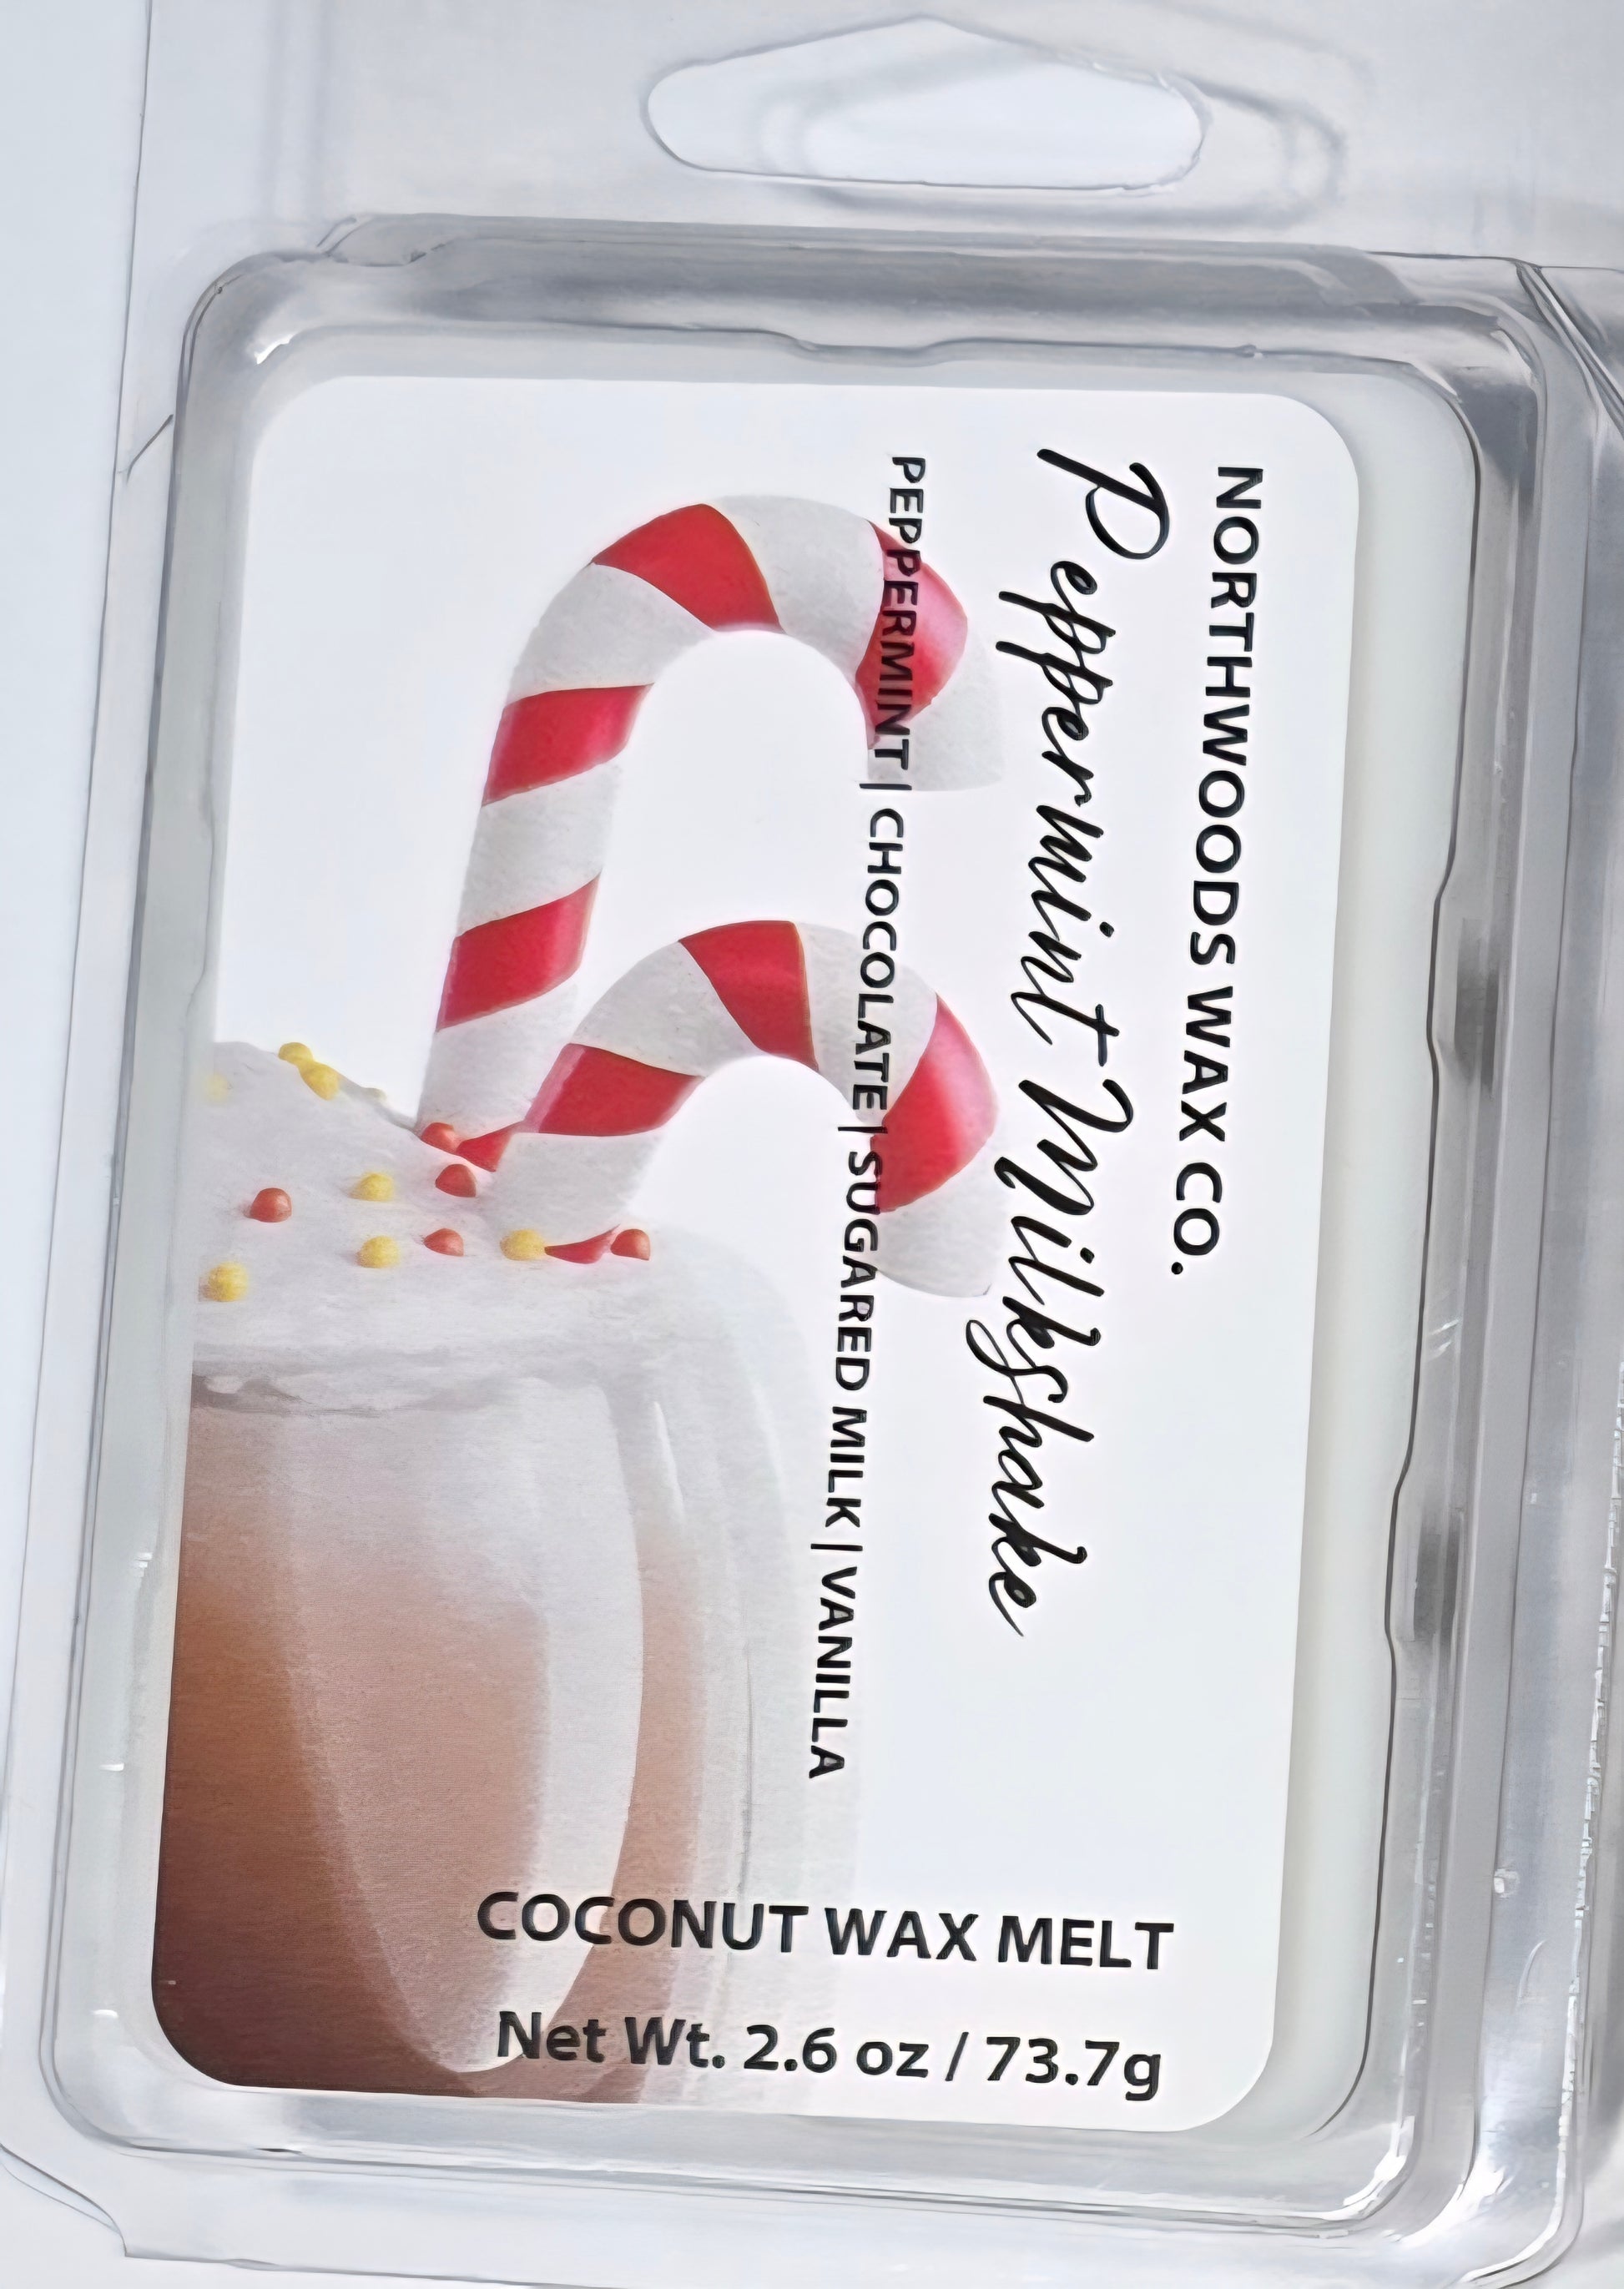 NORTHWOODS WAX CO.
Peppermint Milkshake
PEPPERMINT | CHOCOLATE | SUGARED MILK | VANILLA
COCONUT WAX MELT
Net Wt. 2.6 oz / 73.7g